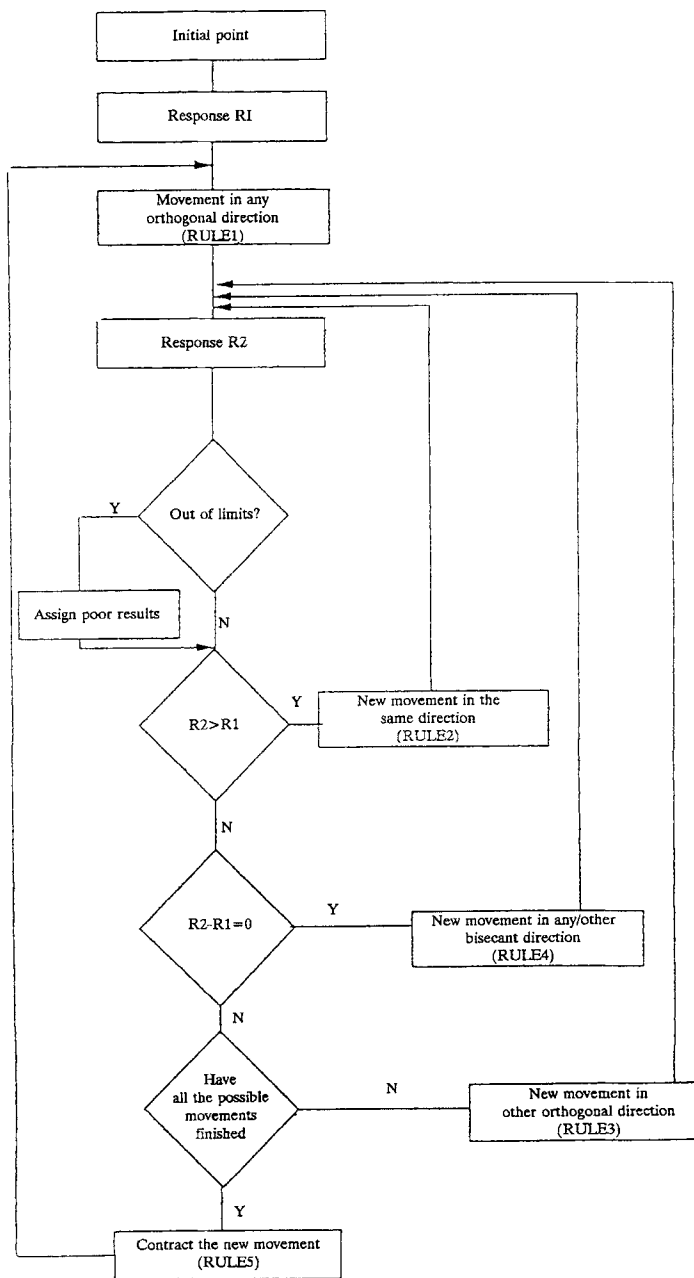 Initial point
Response RI
Movement in any
orthogonal direction
(RULE1)
Response R2
Y
Out of limits?
Assign poor results
N
R2>R1
Y
New movement in the
same direction
(RULE2)
N
R2-R1=0
Y
New movement in any/other
bisecant direction
(RULE4)
N
Have
all the possible
movements
finished
N
New movement in
other orthogonal direction
(RULE3)
Y
Contract the new movement
(RULE5)